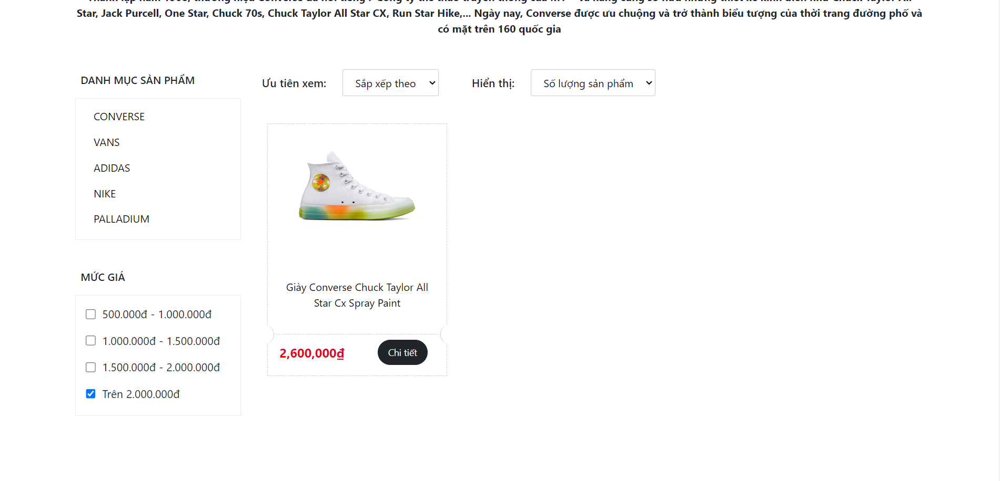 Star, Jack Purcell, One Star, Chuck 70s, Chuck Taylor All Star CX, Run Star Hike,... Ngày nay, Converse được ưu chuộng và trở thành biểu tượng của thời trang đường phố và
có mặt trên 160 quốc gia
DANH MỤC SẢN PHẨM
Ưu tiên xem:
Sắp xếp theo
Hiển thị:
Số lượng sản phẩm
CONVERSE
VANS
ADIDAS
NIKE
PALLADIUM
MỨC GIÁ
500.000đ - 1.000.000đ
1.000.000đ - 1.500.000đ
1.500.000đ - 2.000.000đ
Trên 2.000.000đ
Giày Converse Chuck Taylor All
Star Cx Spray Paint
2,600,000₫
Chi tiết